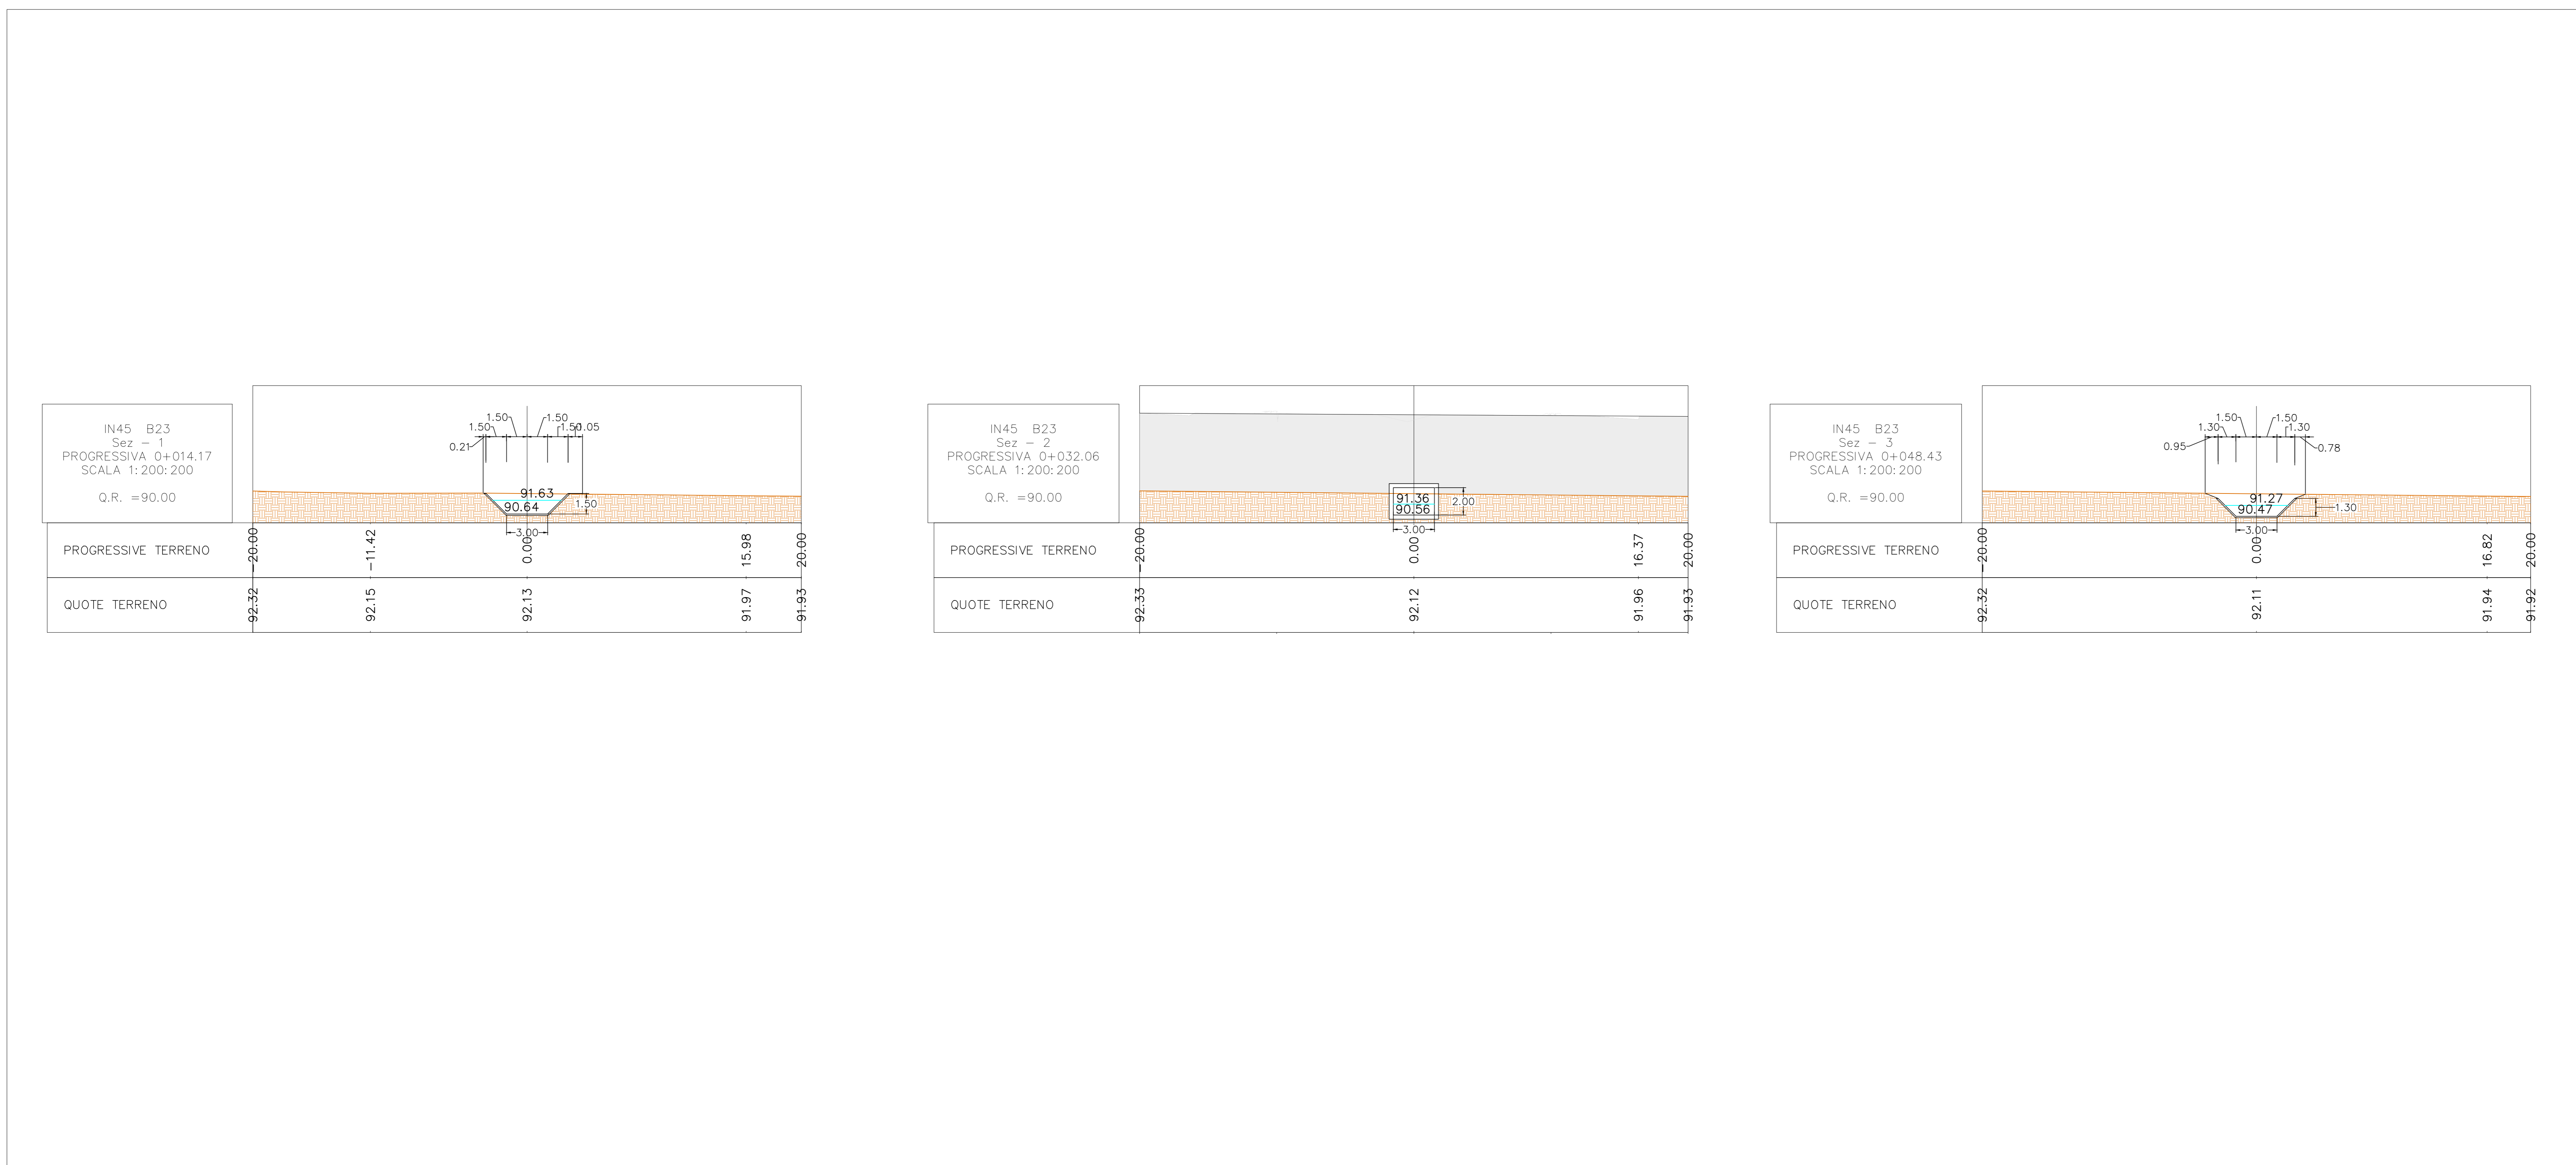 IN45 B23
Sez - 1
PROGRESSIVA 0+014.17
SCALA 1:200:200
Q.R. =90.00
1.50 1.50
1.50 1.50 1.05
0.21
91.63
90.64
1.50
3.00
PROGRESSIVE TERRENO
-20.00 -11.42 0.00 15.98 20.00
QUOTE TERRENO
92.32 92.15 92.13 91.97 91.93
IN45 B23
Sez - 2
PROGRESSIVA 0+032.06
SCALA 1:200:200
Q.R. =90.00
91.36
90.56
2.00
3.00
PROGRESSIVE TERRENO
-20.00 0.00 16.37 20.00
QUOTE TERRENO
92.33 92.12 91.96 91.93
IN45 B23
Sez - 3
PROGRESSIVA 0+048.43
SCALA 1:200:200
Q.R. =90.00
1.50 1.50
1.30 1.30
0.95 0.78
91.27
90.47
1.30
3.00
PROGRESSIVE TERRENO
-20.00 0.00 16.82 20.00
QUOTE TERRENO
92.32 92.11 91.94 91.92